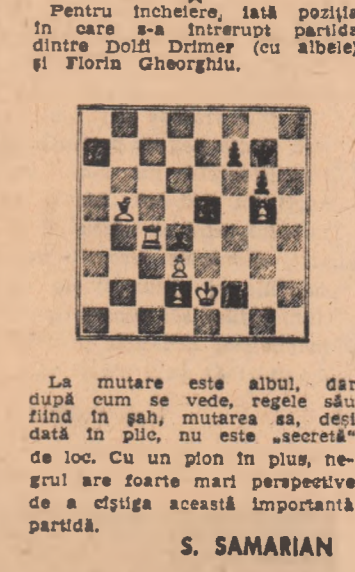 Pentru încheiere, iată poziția
în care s-a întrerupt partida
dintre Dolfi Drimer (cu albele)
și Florin Gheorghiu.
La mutare este albul, dar
după cum se vede, regele său
fiind în șah, mutarea sa, deși
dată în plic, nu este „secretă”
de loc. Cu un pion în plus, ne-
grul are foarte mari perspective
de a cîștiga această importantă
partidă.
S. SAMARIAN